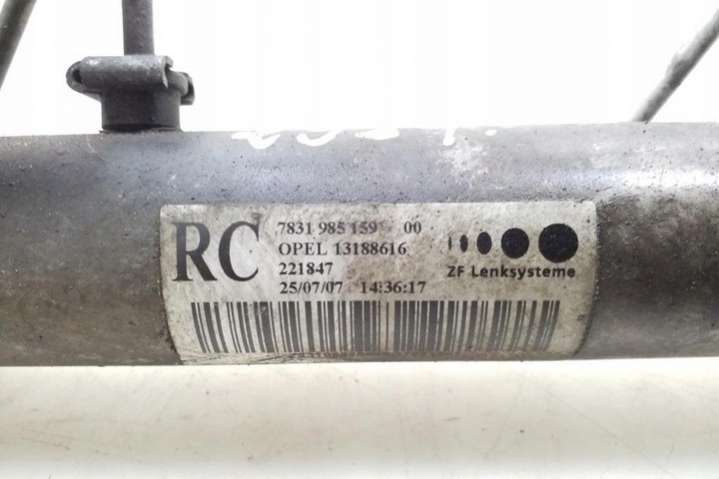 RC
7831 985 159 00
OPEL 13188616
221847
25/07/07 14:36:17
ZF Lenksysteme